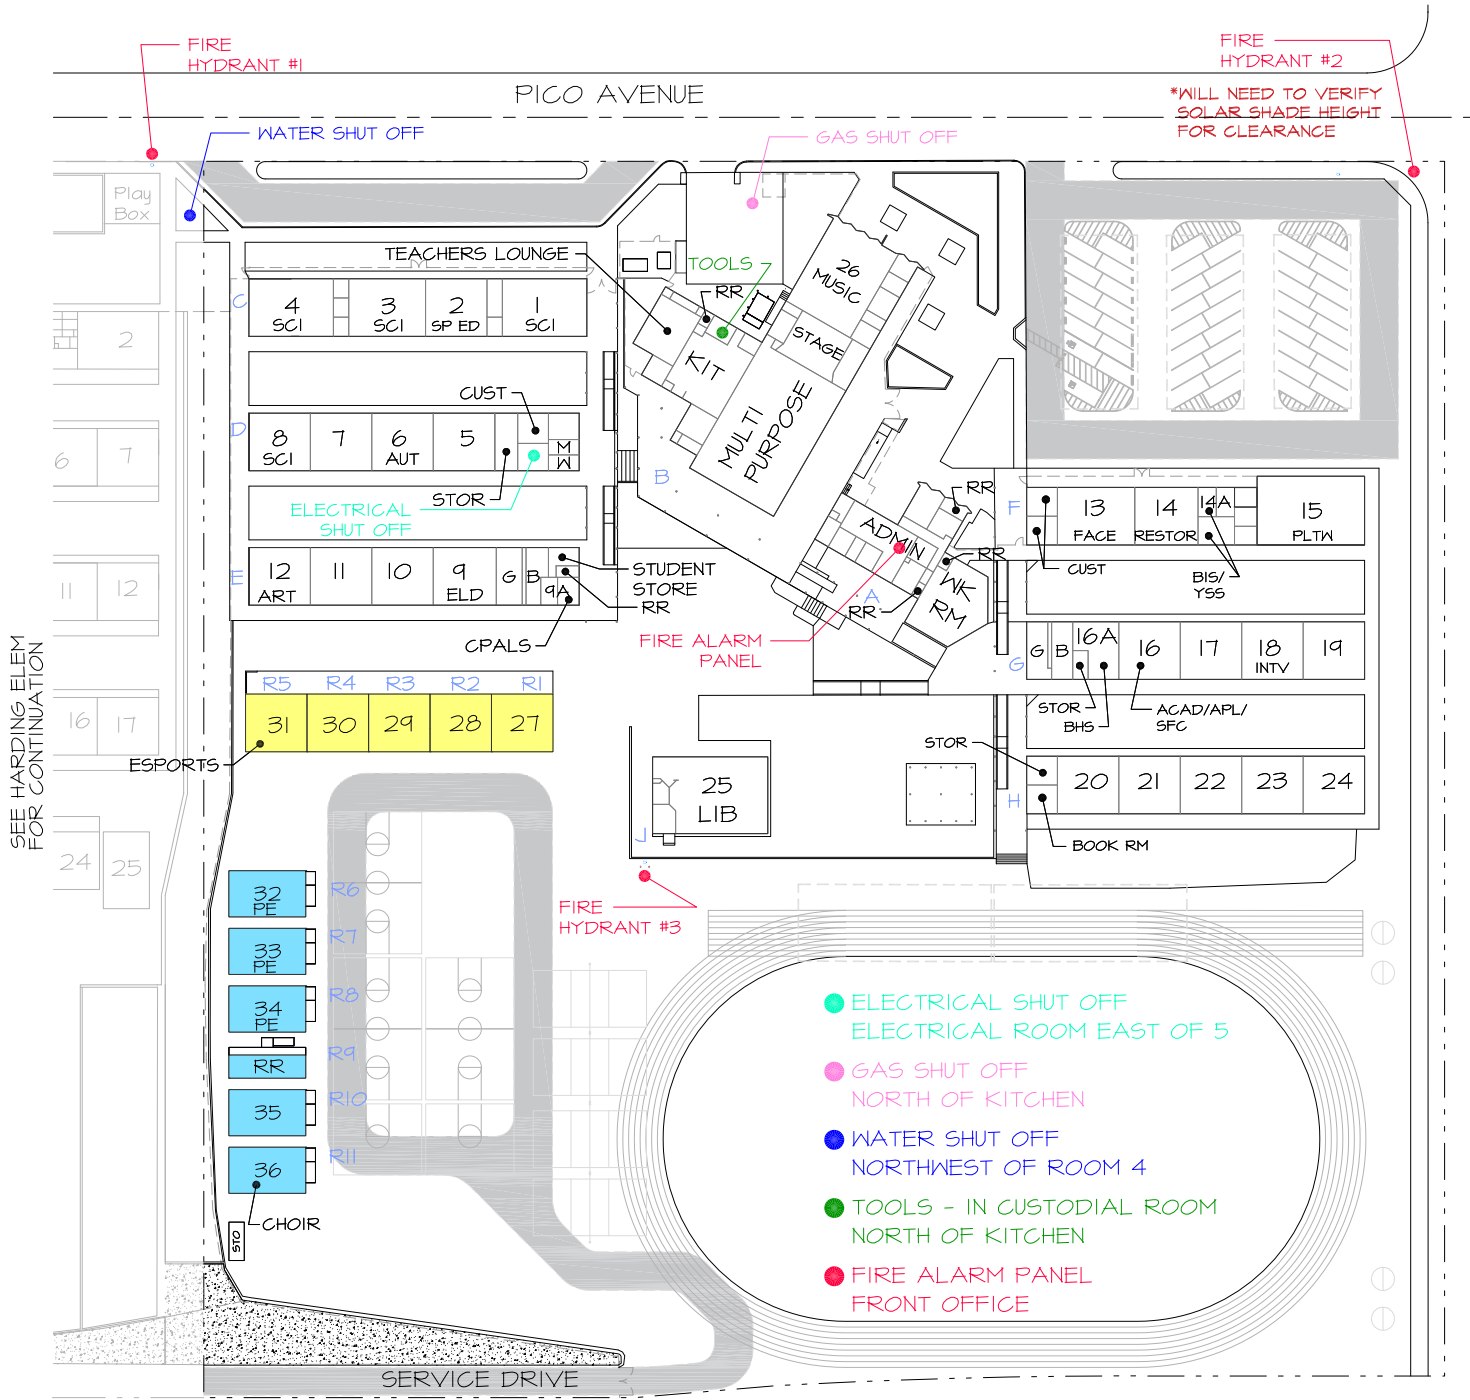 FIRE
HYDRANT #1
FIRE
HYDRANT #2
PICO AVENUE
*WILL NEED TO VERIFY
SOLAR SHADE HEIGHT
FOR CLEARANCE
WATER SHUT OFF
GAS SHUT OFF
Play
Box
TEACHERS LOUNGE
TOOLS
RR
26
MUSIC
STAGE
KIT
MULTI
PURPOSE
C
4
SCI
3
SCI
2
SP ED
1
SCI
2
CUST
D
8
SCI
7
6
AUT
5
M
W
STOR
ELECTRICAL
SHUT OFF
6
7
B
RR
ADMIN
RR
WK
RM
RR
A
FIRE ALARM
PANEL
F
13
FACE
14
RESTOR
14A
15
PLTW
CUST
BIS/
YSS
E
12
ART
11
10
9
ELD
G
B
9A
STUDENT
STORE
RR
CPALS
11
12
G
G
B
16A
16
17
18
INTV
19
STOR
BHS
ACAD/APL/
SFC
SEE HARDING ELEM
FOR CONTINUATION
16
17
R5
R4
R3
R2
R1
31
30
29
28
27
ESPORTS
STOR
H
20
21
22
23
24
BOOK RM
25
LIB
J
FIRE
HYDRANT #3
24
25
32
PE
R6
33
PE
R7
34
PE
R8
RR
R9
35
R10
36
R11
CHOIR
STO
ELECTRICAL SHUT OFF
ELECTRICAL ROOM EAST OF 5
GAS SHUT OFF
NORTH OF KITCHEN
WATER SHUT OFF
NORTHWEST OF ROOM 4
TOOLS - IN CUSTODIAL ROOM
NORTH OF KITCHEN
FIRE ALARM PANEL
FRONT OFFICE
SERVICE DRIVE